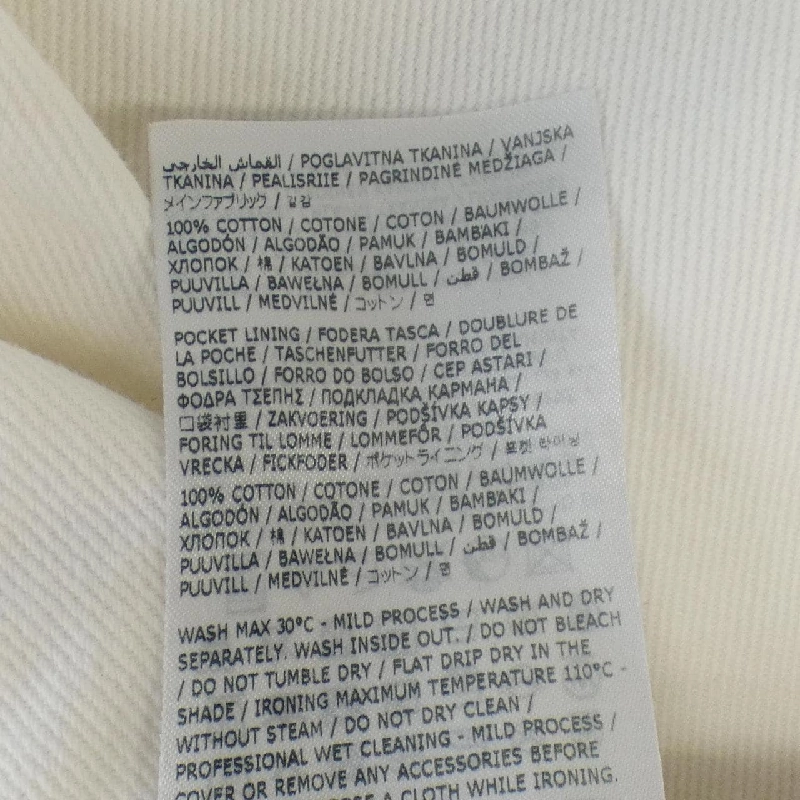 القماش الخارجي / POGLAVITNA TKANINA / VANJSKA
TKANINA / PEALISRIIE / PAGRINDINĖ MEDŽIAGA /
メインファブリック / 겉감
100% COTTON / COTONE / COTON / BAUMWOLLE /
ALGODÓN / ALGODÃO / PAMUK / BAMBAKI /
ХЛОПОК / 棉 / KATOEN / BAVLNA / BOMULD /
PUUVILLA / BAWEŁNA / BOMULL / قطن / BOMBAŽ /
PUUVILL / MEDVILNĖ / コットン / 면
POCKET LINING / FODERA TASCA / DOUBLURE DE
LA POCHE / TASCHENFUTTER / FORRO DEL
BOLSILLO / FORRO DO BOLSO / CEP ASTARI /
ΦΟΔΡΑ ΤΣΕΠΗΣ / ПОДКЛАДКА КАРМАНА /
口袋衬里 / ZAKVOERING / PODŠÍVKA KAPSY /
FORING TIL LOMME / LOMMEFÔR / PODŠÍVKA
VRECKA / FICKFODER / ポケットライニング / 포켓 라이닝
100% COTTON / COTONE / COTON / BAUMWOLLE /
ALGODÓN / ALGODÃO / PAMUK / BAMBAKI /
ХЛОПОК / 棉 / KATOEN / BAVLNA / BOMULD /
PUUVILLA / BAWEŁNA / BOMULL / قطن / BOMBAŽ /
PUUVILL / MEDVILNĖ / コットン / 면
WASH MAX 30°C - MILD PROCESS / WASH AND DRY
SEPARATELY. WASH INSIDE OUT. / DO NOT BLEACH
/ DO NOT TUMBLE DRY / FLAT DRIP DRY IN THE
SHADE / IRONING MAXIMUM TEMPERATURE 110°C -
WITHOUT STEAM / DO NOT DRY CLEAN /
PROFESSIONAL WET CLEANING - MILD PROCESS /
COVER OR REMOVE ANY ACCESSORIES BEFORE
A CLOTH WHILE IRONING.